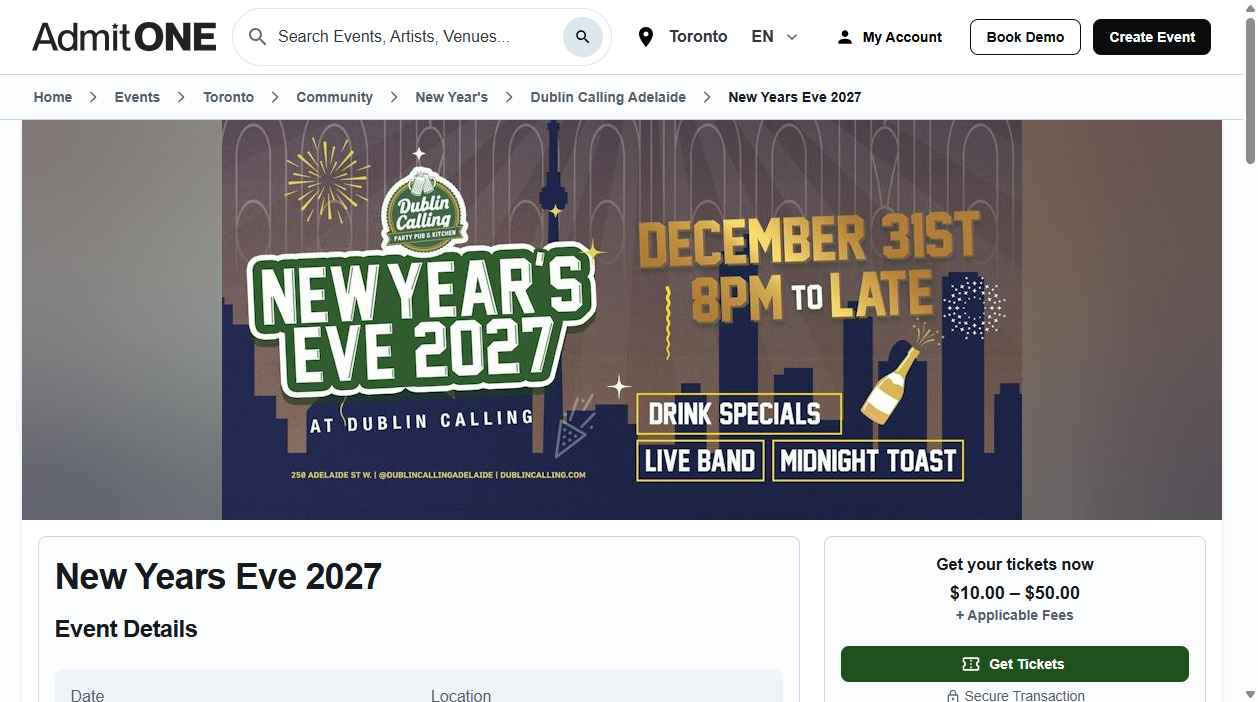 AdmitONE
Search Events, Artists, Venues...
Toronto
EN
My Account
Book Demo
Create Event
Home
Events
Toronto
Community
New Year's
Dublin Calling Adelaide
New Years Eve 2027
Dublin
Calling
PARTY PUB & KITCHEN
NEW YEAR'S
EVE 2027
AT DUBLIN CALLING
250 ADELAIDE ST W. | @DUBLINCALLINGADELAIDE | DUBLINCALLING.COM
DECEMBER 31ST
8PM TO LATE
DRINK SPECIALS
LIVE BAND
MIDNIGHT TOAST
New Years Eve 2027
Event Details
Date
Location
Get your tickets now
$10.00 – $50.00
+ Applicable Fees
Get Tickets
Secure Transaction